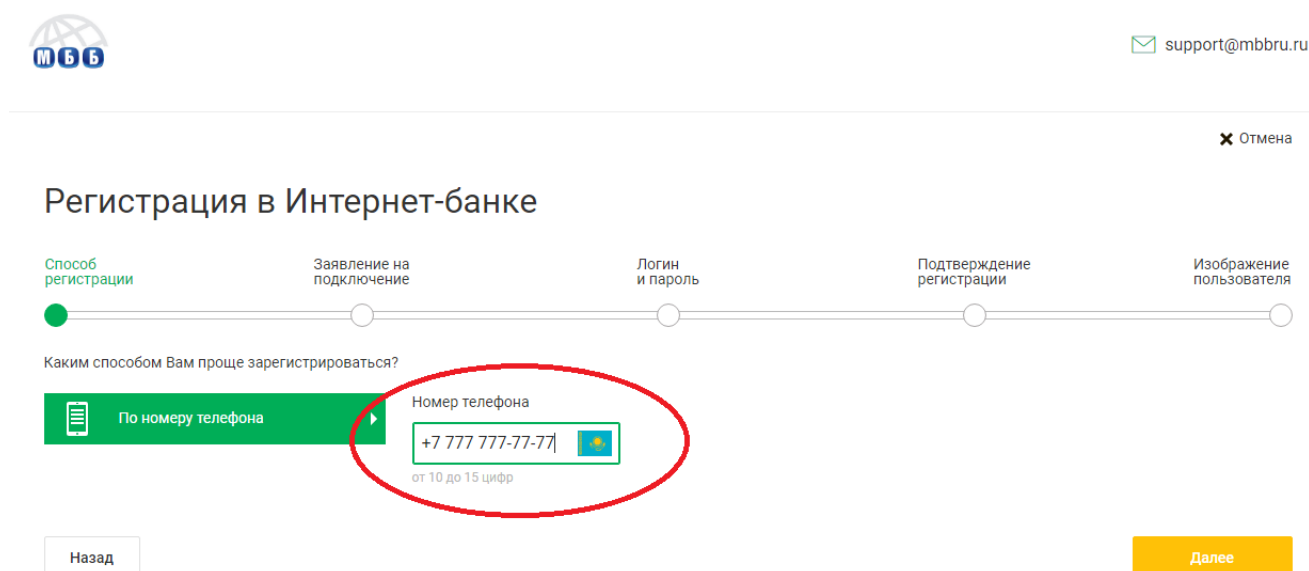 МББ
support@mbbru.ru
Отмена
Регистрация в Интернет-банке
Способ
регистрации
Заявление на
подключение
Логин
и пароль
Подтверждение
регистрации
Изображение
пользователя
Каким способом Вам проще зарегистрироваться?
По номеру телефона
Номер телефона
+7 777 777-77-77
от 10 до 15 цифр
Назад
Далее